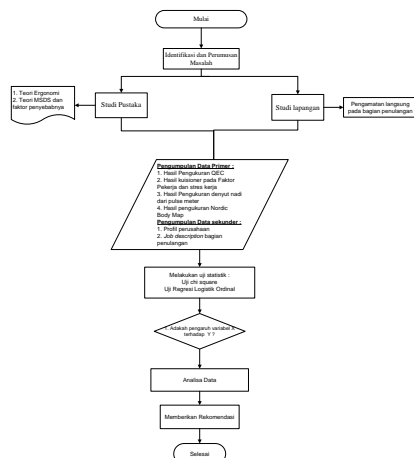 Mulai
Identifikasi dan Perumusan
Masalah
1. Teori Ergonomi
2. Teori MSDS dan
faktor penyebabnya
Studi Pustaka
Studi lapangan
Pengamatan langsung
pada bagian penulangan
Pengumpulan Data Primer :
1. Hasil Pengukuran QEC
2. Hasil kuisioner pada Faktor
Pekerja dan stres kerja
3. Hasil Pengukuran denyut nadi
dari pulse meter
4. Hasil pengukuran Nordic
Body Map
Pengumpulan Data sekunder :
1. Profil perusahaan
2. Job description bagian
penulangan
Melakukan uji statistik :
Uji chi square
Uji Regresi Logistik Ordinal
1. Adakah pengaruh variabel X
terhadap Y ?
Analisa Data
Memberikan Rekomendasi
Selesai